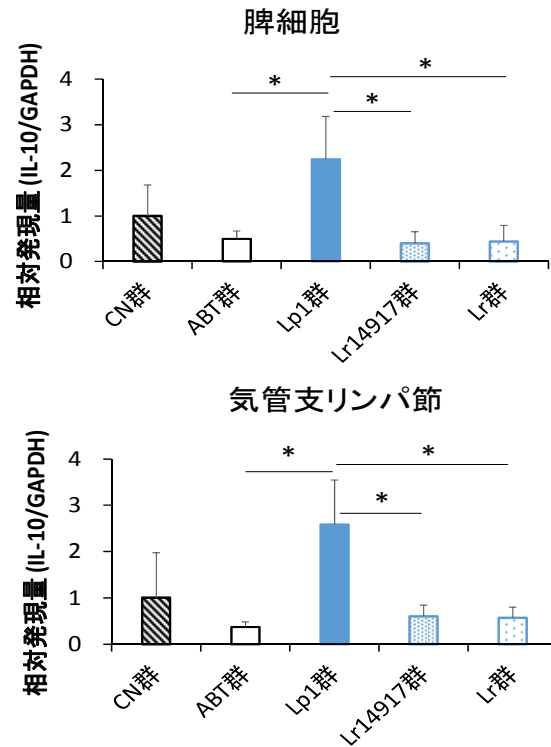 脾細胞
相対発現量 (IL-10/GAPDH)
4
3
2
1
0
*
*
*
CN群
ABT群
Lp1群
Lr14917群
Lr群
気管支リンパ節
相対発現量 (IL-10/GAPDH)
4
3
2
1
0
*
*
*
CN群
ABT群
Lp1群
Lr14917群
Lr群